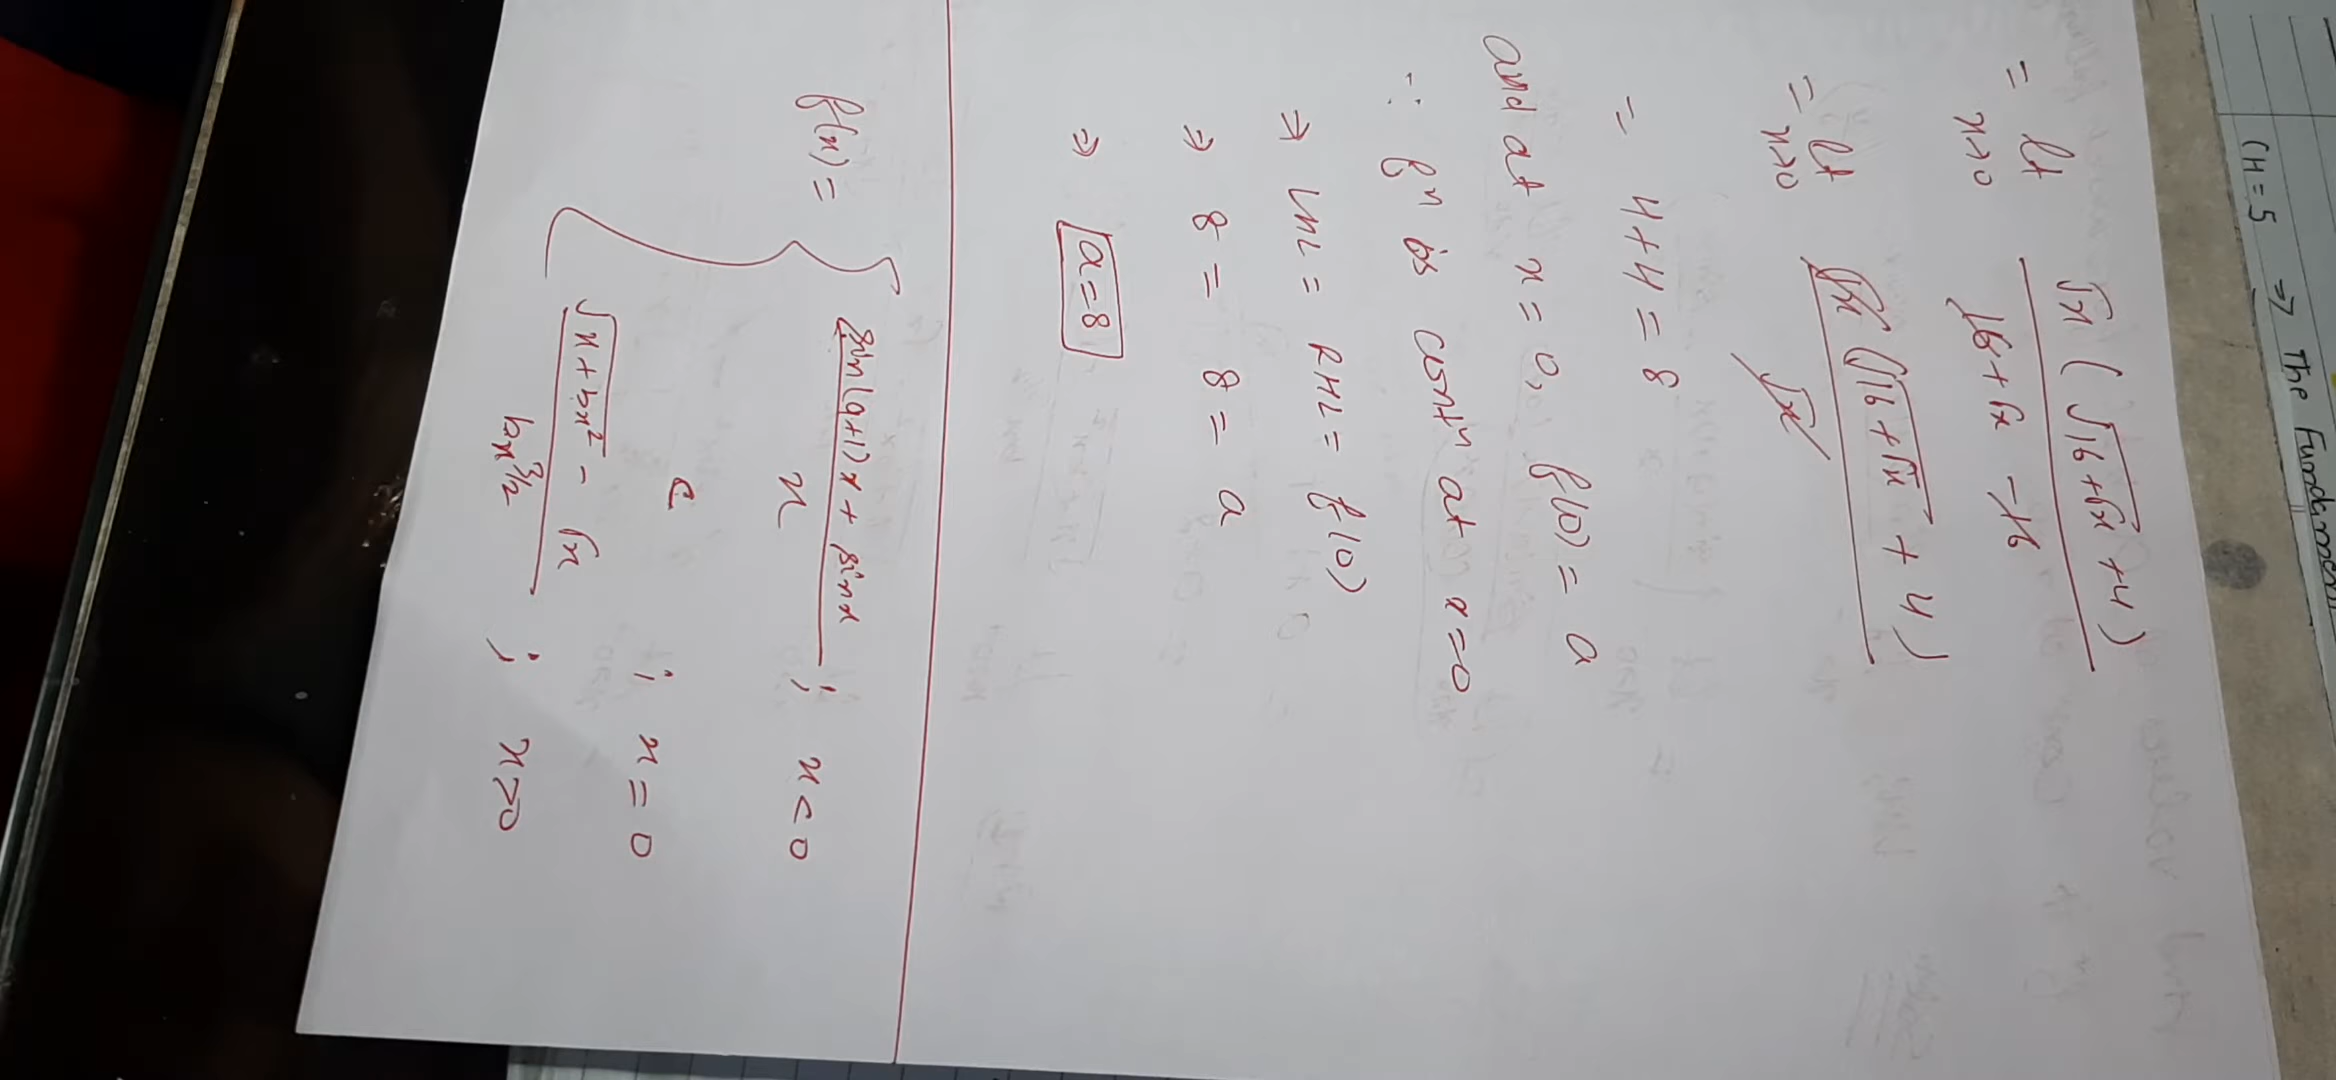 CH = 5 ⇒ The Fundamen
= lt x→0 √x ( √16+√x + 4 ) / 16 + √x - 16
= lt x→0 √x ( √16+√x + 4 ) / √x
= 4 + 4 = 8
and at x = 0, f(0) = a
∵ fⁿ is contⁿ at x = 0
⇒ LHL = RHL = f(0)
⇒ 8 = 8 = a
⇒ a = 8
f(x) = { sin(a+1)x + sinx / x ; x < 0
c ; x = 0
√x + bx² - √x / bx^3/2 ; x > 0